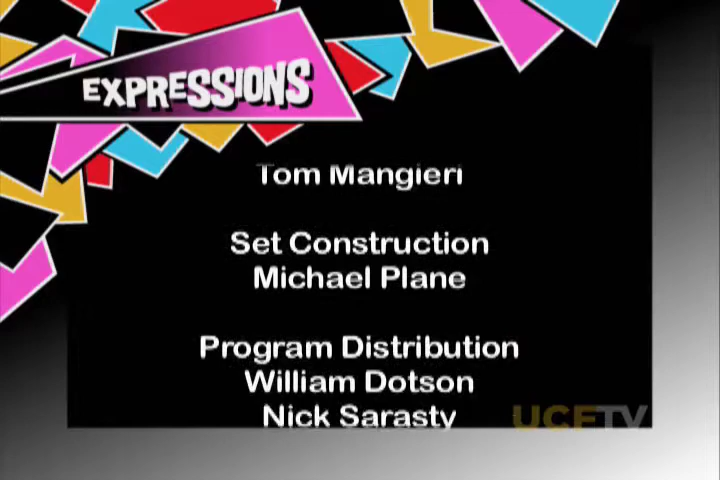 EXPRESSIONS
Tom Mangieri
Set Construction
Michael Plane
Program Distribution
William Dotson
Nick Sarasty
UCFTV